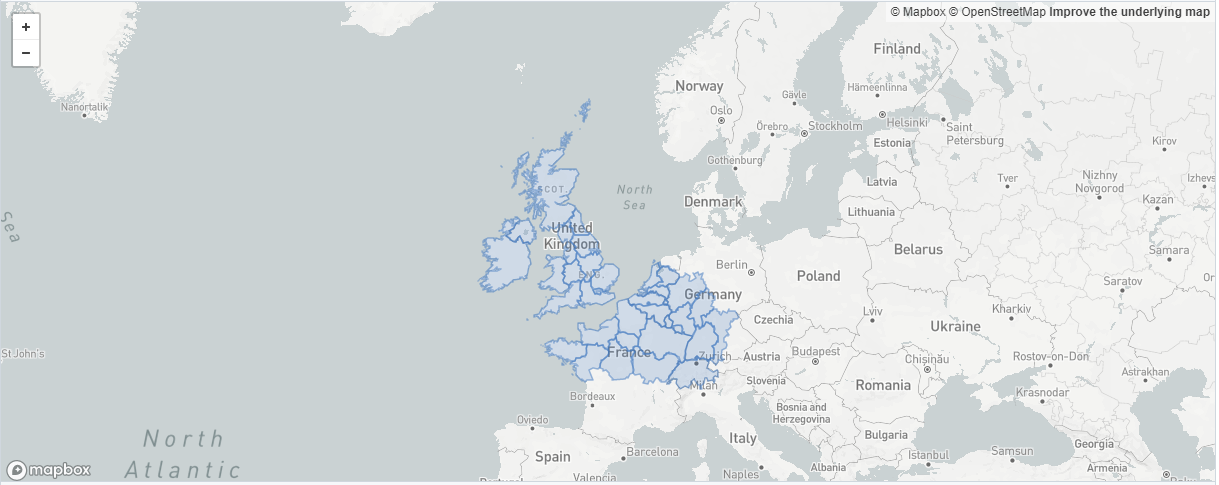 +
−
© Mapbox © OpenStreetMap Improve the underlying map
Finland
Norway
Nanortalik
Gävle
Hämeenlinna
Oslo
Helsinki
Örebro
Stockholm
Saint
Petersburg
Estonia
Kirov
Gothenburg
Tver
Nizhny
Novgorod
Izhevs
Latvia
SCOT.
North
Sea
Denmark
Lithuania
Kazan
Sea
United
Kingdom
Belarus
Samara
Berlin
Poland
ENG.
Germany
Saratov
Lviv
Kharkiv
Czechia
Ukraine
St John's
France
Zurich
Austria
Budapest
Chișinău
Rostov-on-Don
Astrakhan
Milan
Slovenia
Romania
Krasnodar
Bordeaux
Bosnia and
Herzegovina
Oviedo
North
Atlantic
Italy
Bulgaria
Georgia
Spain
Barcelona
Istanbul
Samsun
Armenia
Albania
mapbox
Naples
Portugal
Valencia